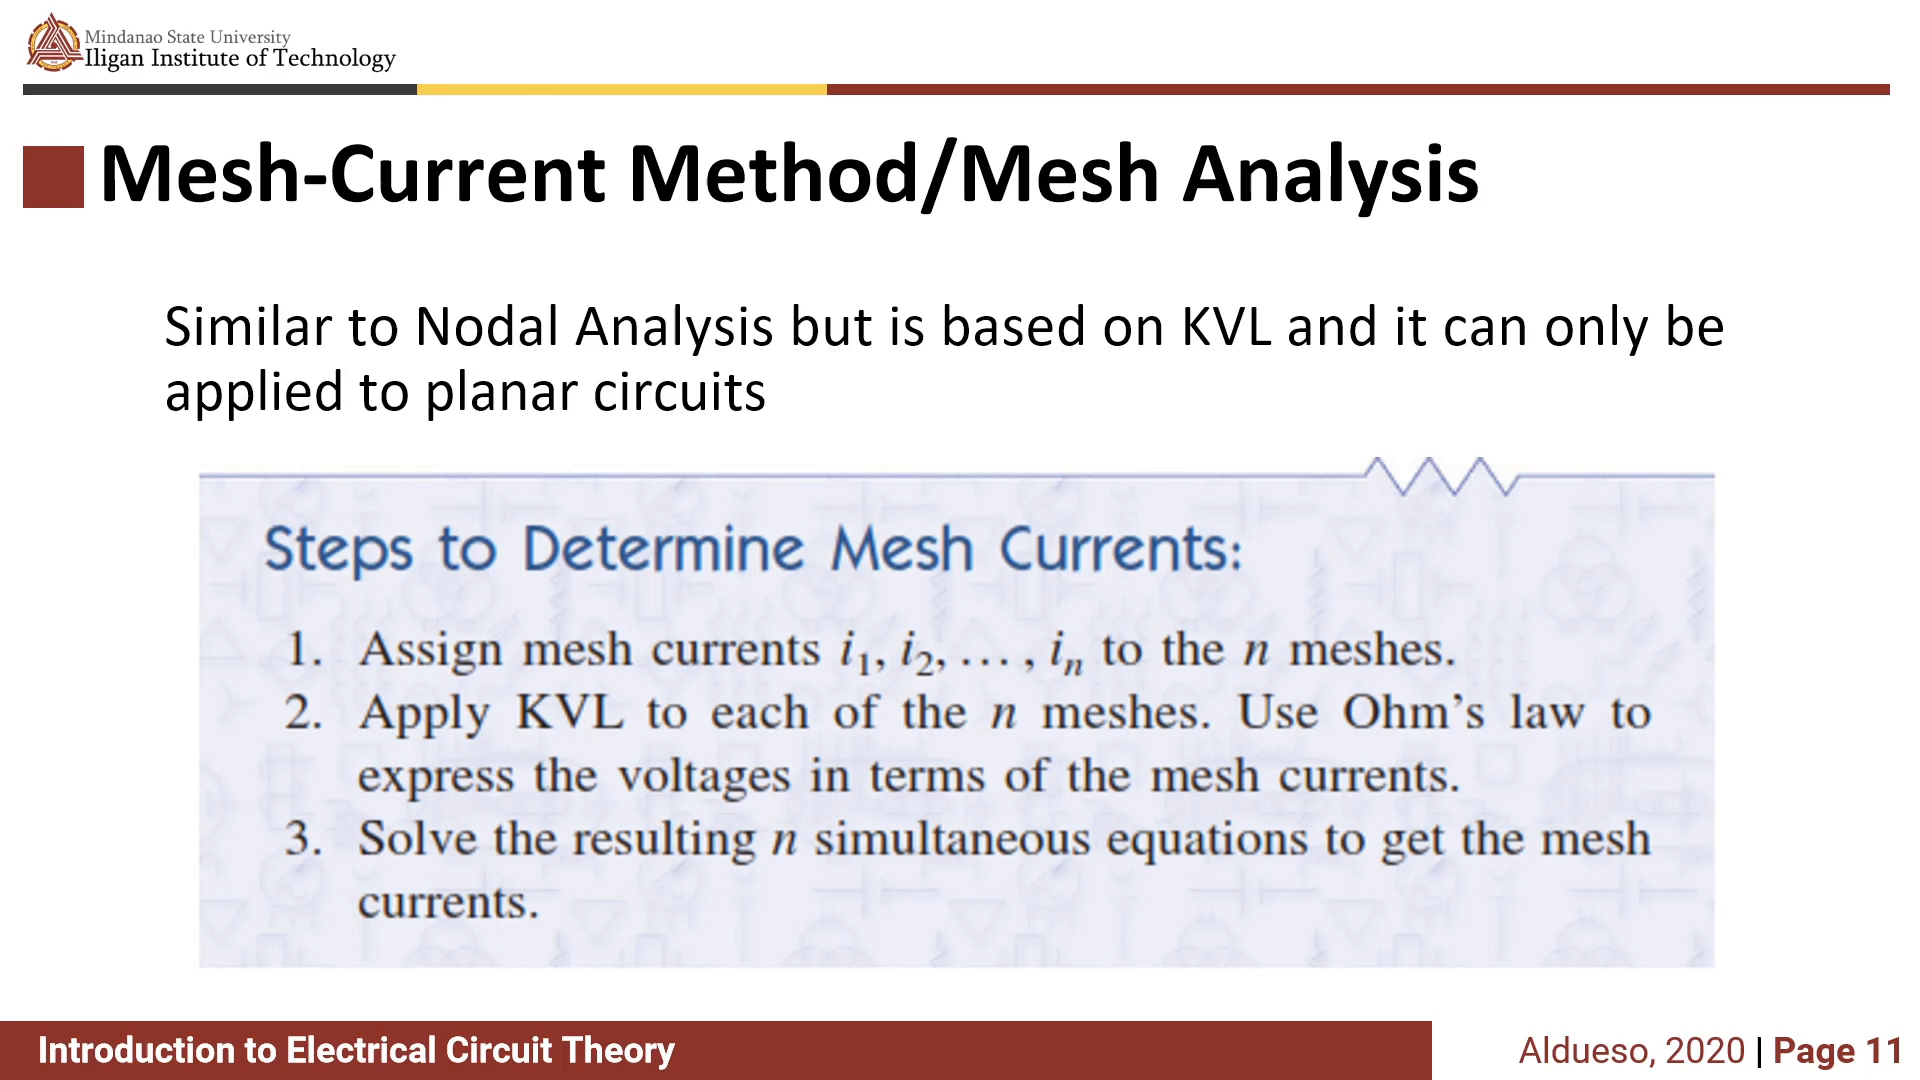 Mindanao State University
Iligan Institute of Technology
Mesh-Current Method/Mesh Analysis
Similar to Nodal Analysis but is based on KVL and it can only be
applied to planar circuits
Steps to Determine Mesh Currents:
1. Assign mesh currents i₁, i₂, ..., iₙ to the n meshes.
2. Apply KVL to each of the n meshes. Use Ohm's law to
express the voltages in terms of the mesh currents.
3. Solve the resulting n simultaneous equations to get the mesh
currents.
Introduction to Electrical Circuit Theory
Aldueso, 2020 | Page 11